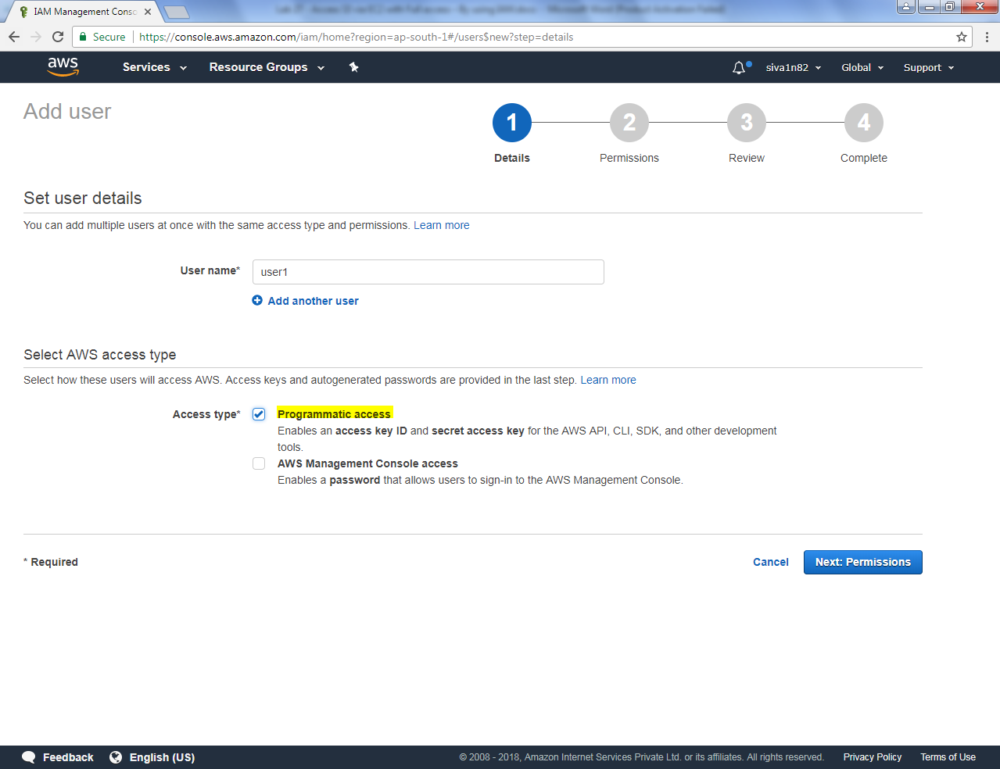 IAM Management Conso
Secure https://console.aws.amazon.com/iam/home?region=ap-south-1#/users$new?step=details
aws Services Resource Groups siva1n82 Global Support
Add user
1 2 3 4
Details Permissions Review Complete
Set user details
You can add multiple users at once with the same access type and permissions. Learn more
User name* user1
Add another user
Select AWS access type
Select how these users will access AWS. Access keys and autogenerated passwords are provided in the last step. Learn more
Access type* Programmatic access
Enables an access key ID and secret access key for the AWS API, CLI, SDK, and other development
tools.
AWS Management Console access
Enables a password that allows users to sign-in to the AWS Management Console.
* Required Cancel Next: Permissions
Feedback English (US) © 2008 - 2018, Amazon Internet Services Private Ltd. or its affiliates. All rights reserved. Privacy Policy Terms of Use